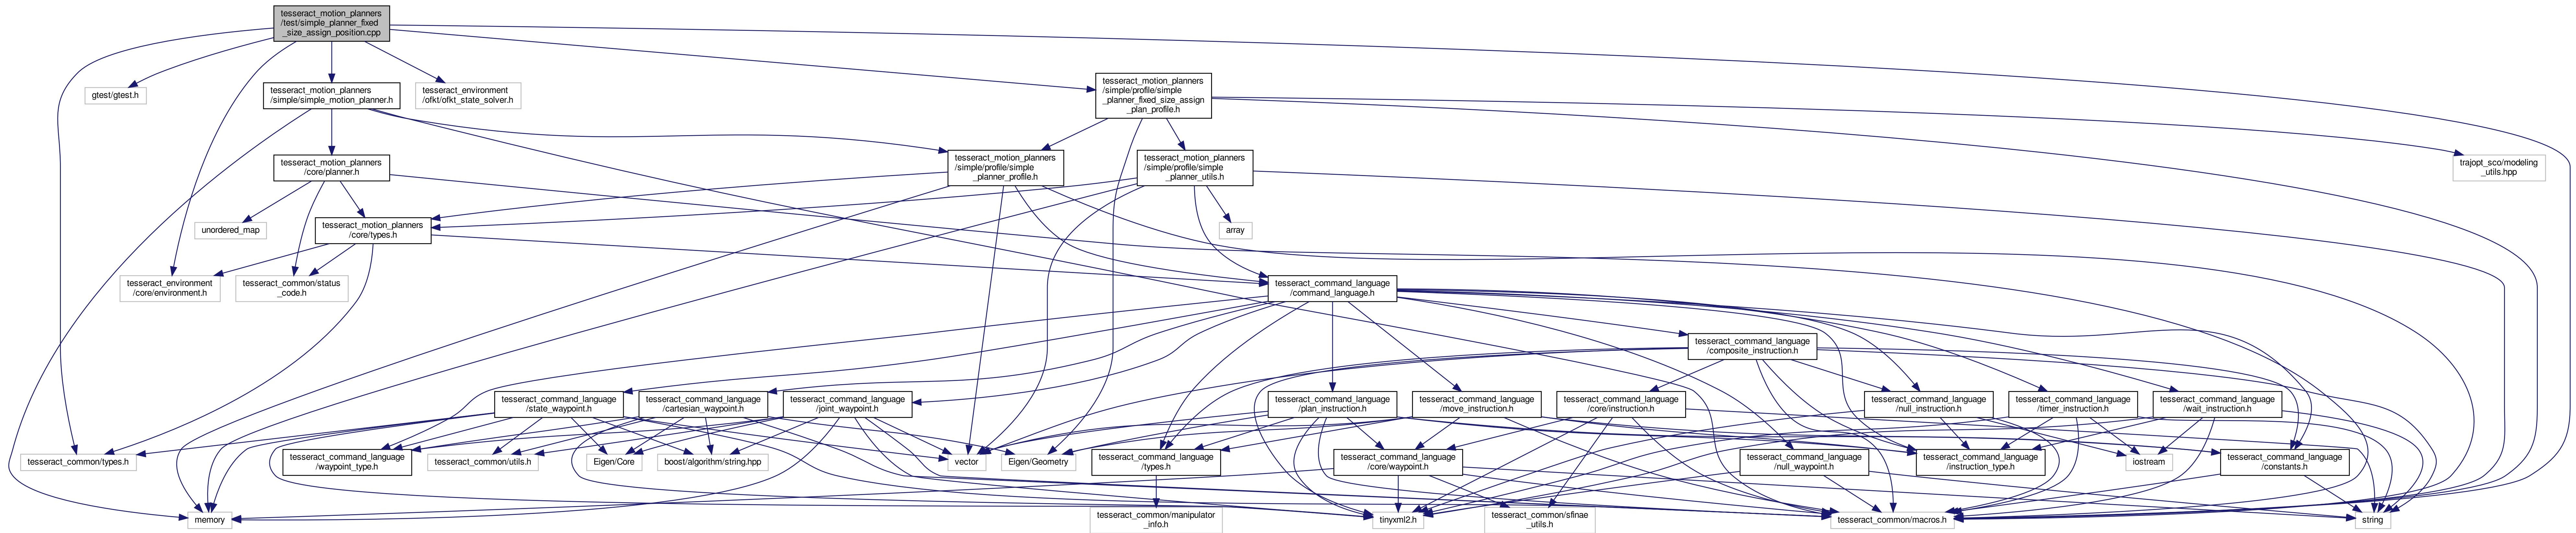 tesseract_motion_planners
/test/simple_planner_fixed
_size_assign_position.cpp
gtest/gtest.h
tesseract_motion_planners
/simple/simple_motion_planner.h
tesseract_environment
/ofkt/ofkt_state_solver.h
tesseract_motion_planners
/simple/profile/simple
_planner_fixed_size_assign
_plan_profile.h
tesseract_motion_planners
/core/planner.h
tesseract_motion_planners
/simple/profile/simple
_planner_profile.h
tesseract_motion_planners
/simple/profile/simple
_planner_utils.h
trajopt_sco/modeling
_utils.hpp
unordered_map
tesseract_motion_planners
/core/types.h
array
tesseract_environment
/core/environment.h
tesseract_common/status
_code.h
tesseract_command_language
/command_language.h
tesseract_command_language
/composite_instruction.h
tesseract_command_language
/state_waypoint.h
tesseract_command_language
/cartesian_waypoint.h
tesseract_command_language
/joint_waypoint.h
tesseract_command_language
/plan_instruction.h
tesseract_command_language
/move_instruction.h
tesseract_command_language
/core/instruction.h
tesseract_command_language
/null_instruction.h
tesseract_command_language
/timer_instruction.h
tesseract_command_language
/wait_instruction.h
tesseract_common/types.h
tesseract_command_language
/waypoint_type.h
tesseract_common/utils.h
Eigen/Core
boost/algorithm/string.hpp
vector
Eigen/Geometry
tesseract_command_language
/types.h
tesseract_command_language
/core/waypoint.h
tesseract_command_language
/null_waypoint.h
tesseract_command_language
/instruction_type.h
iostream
tesseract_command_language
/constants.h
memory
tesseract_common/manipulator
_info.h
tinyxml2.h
tesseract_common/sfinae
_utils.h
tesseract_common/macros.h
string